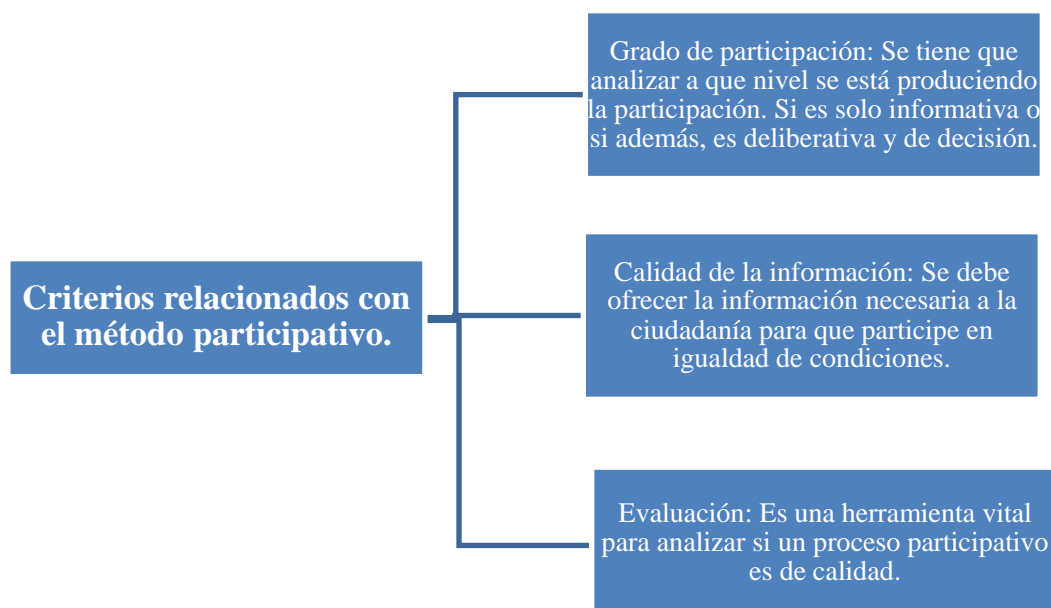 Grado de participación: Se tiene que
analizar a que nivel se está produciendo
la participación. Si es solo informativa o
si además, es deliberativa y de decisión.
Criterios relacionados con
el método participativo.
Calidad de la información: Se debe
ofrecer la información necesaria a la
ciudadanía para que participe en
igualdad de condiciones.
Evaluación: Es una herramienta vital
para analizar si un proceso participativo
es de calidad.